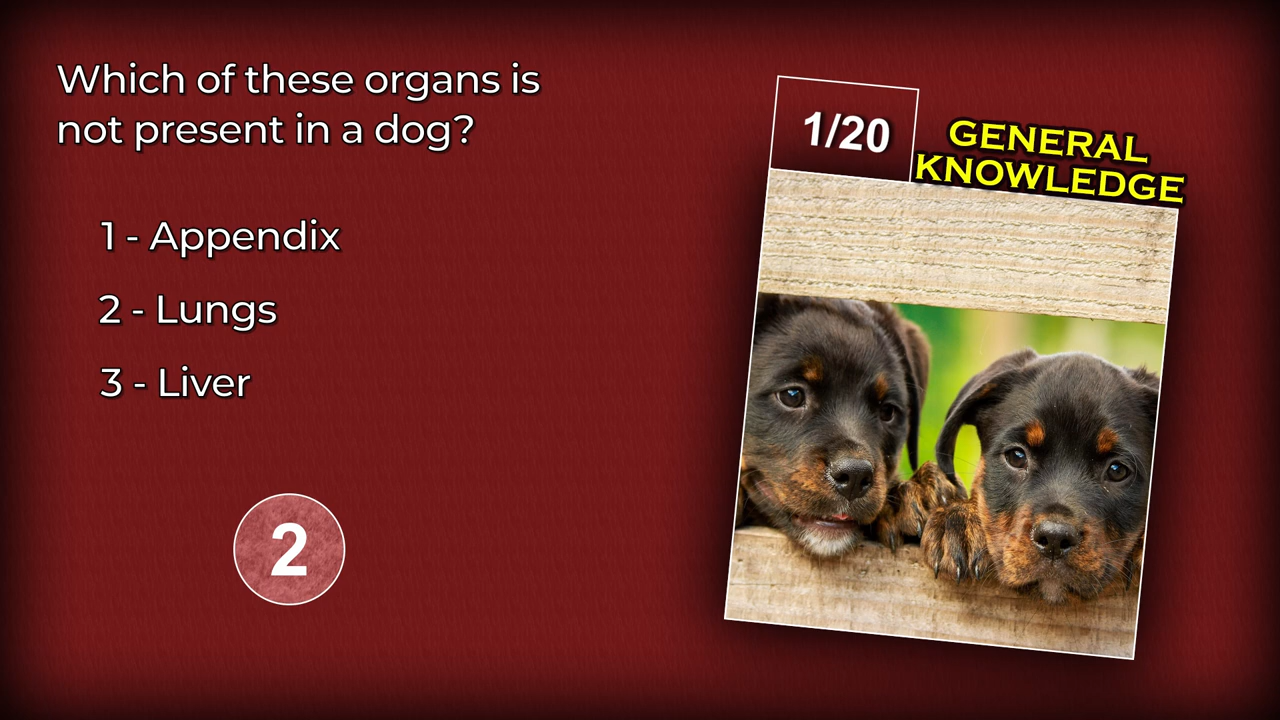 Which of these organs is
not present in a dog?
1 - Appendix
2 - Lungs
3 - Liver
2
1/20
GENERAL
KNOWLEDGE